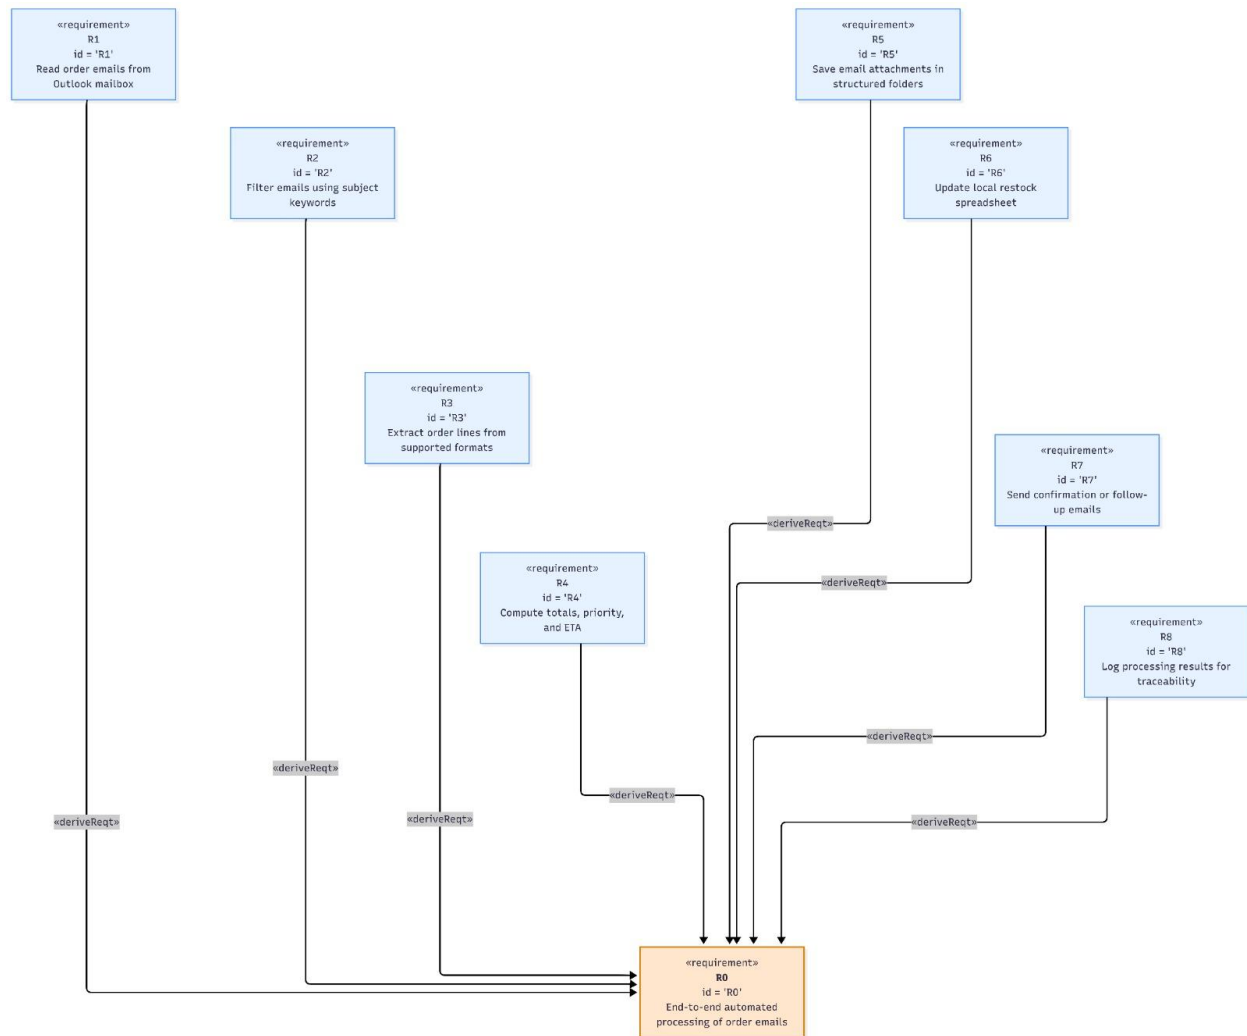 «requirement»
R1
id = 'R1'
Read order emails from
Outlook mailbox
«requirement»
R5
id = 'R5'
Save email attachments in
structured folders
«requirement»
R2
id = 'R2'
Filter emails using subject
keywords
«requirement»
R6
id = 'R6'
Update local restock
spreadsheet
«requirement»
R3
id = 'R3'
Extract order lines from
supported formats
«requirement»
R7
id = 'R7'
Send confirmation or follow-
up emails
«requirement»
R4
id = 'R4'
Compute totals, priority,
and ETA
«requirement»
R8
id = 'R8'
Log processing results for
traceability
«deriveReqt»
«deriveReqt»
«deriveReqt»
«deriveReqt»
«deriveReqt»
«deriveReqt»
«deriveReqt»
«deriveReqt»
«requirement»
R0
id = 'R0'
End-to-end automated
processing of order emails